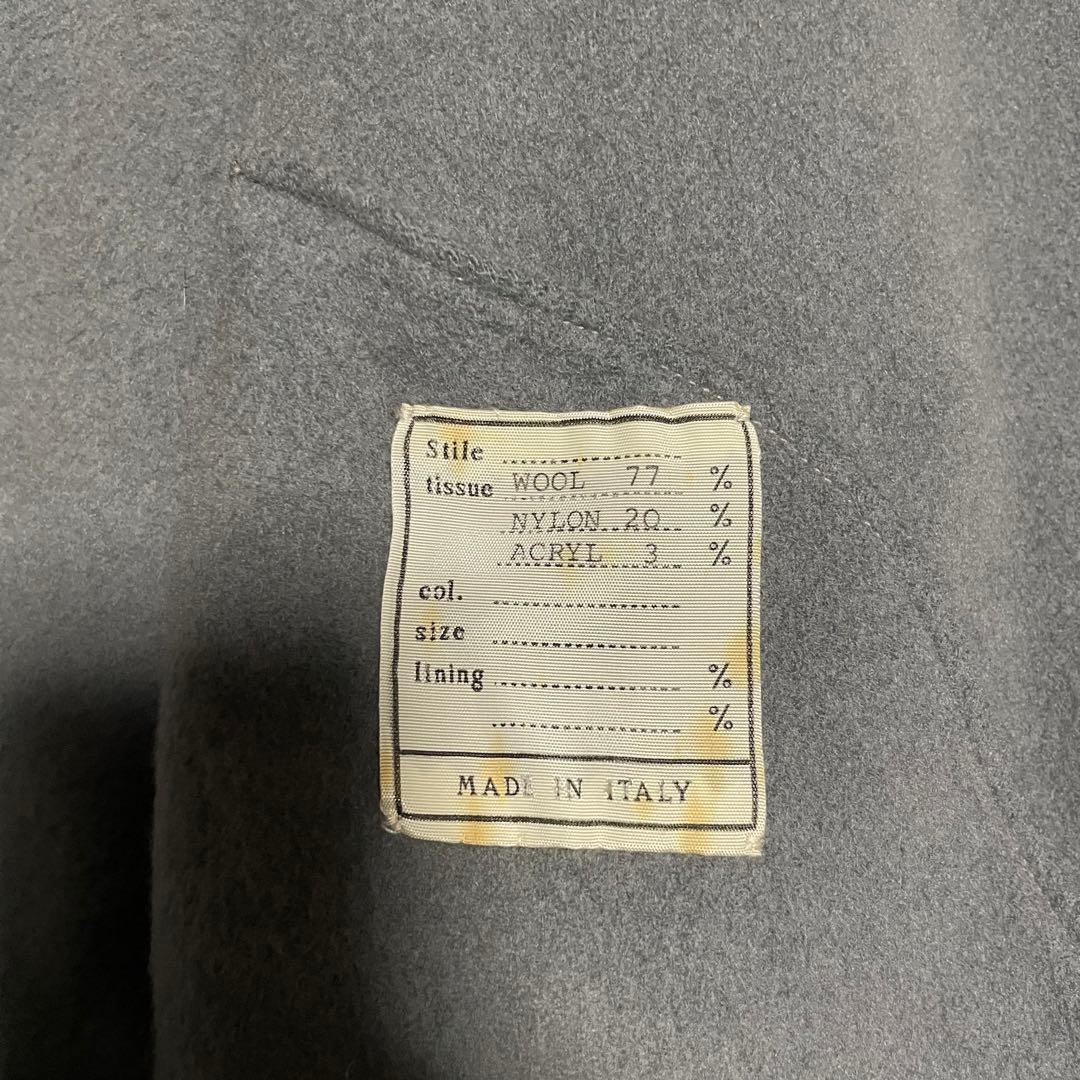 Stile
tissue WOOL 77 %
NYLON 20 %
ACRYL 3 %
col.
size
lining %
%
MADE IN ITALY